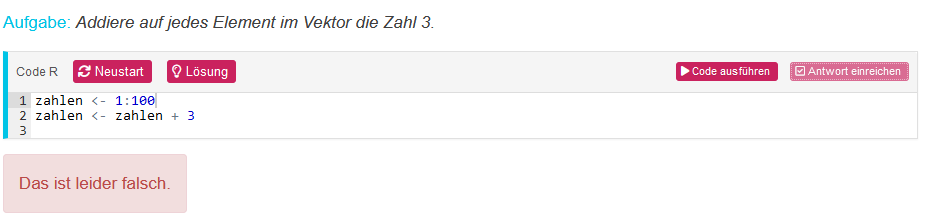 Aufgabe: Addiere auf jedes Element im Vektor die Zahl 3.
Code R Neustart Lösung Code ausführen Antwort einreichen
1 zahlen <- 1:100
2 zahlen <- zahlen + 3
3
Das ist leider falsch.